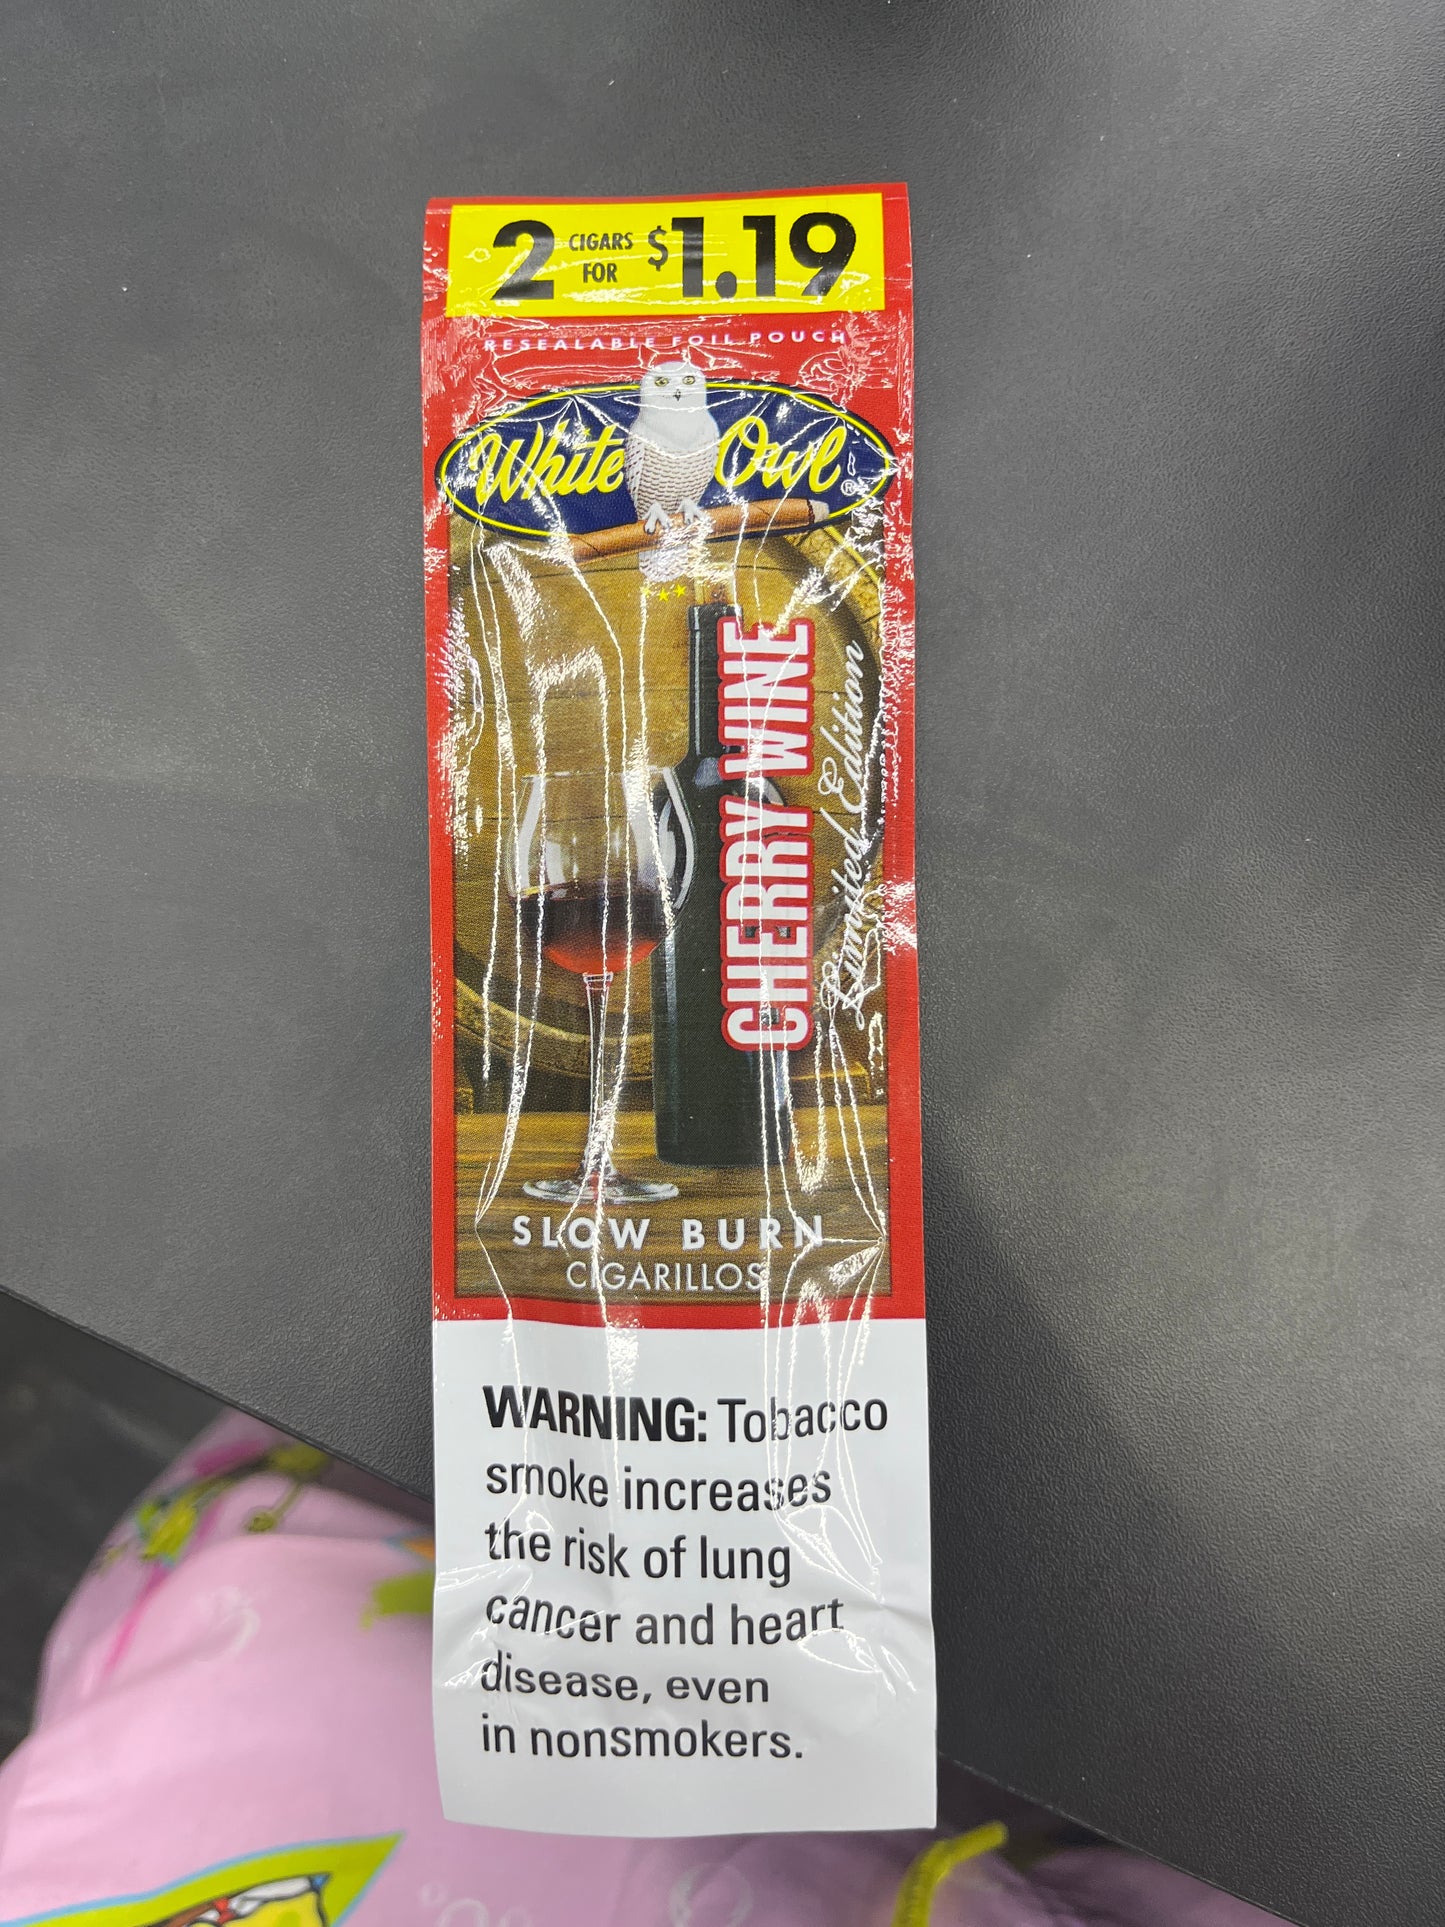 2 CIGARS FOR $1.19
RESEALABLE FOIL POUCH
White Owl ®
CHERRY WINE
Limited Edition
SLOW BURN
CIGARILLOS
WARNING: Tobacco
smoke increases
the risk of lung
cancer and heart
disease, even
in nonsmokers.